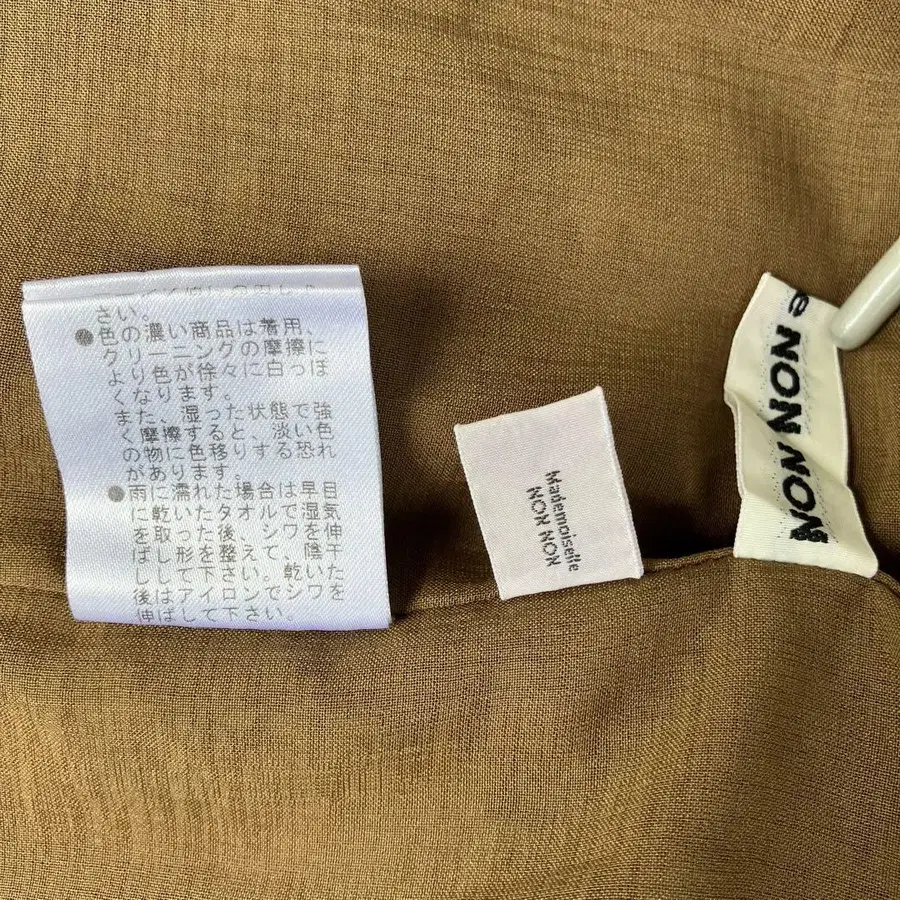 さい。
●色の濃い商品は着用、
クリーニングの摩擦に
より色が徐々に白っぽ
くなります。
また、湿った状態で強
く摩擦すると、淡い色
の物に色移りする恐れ
があります。
●雨に濡れた場合は早目
に乾いたタオルで湿気
を取った後、シワを伸
ばし形を整えて、陰干
しして下さい。乾いた
後はアイロンでシワを
伸ばして下さい。
Mademoiselle
NON NON
e NON NON